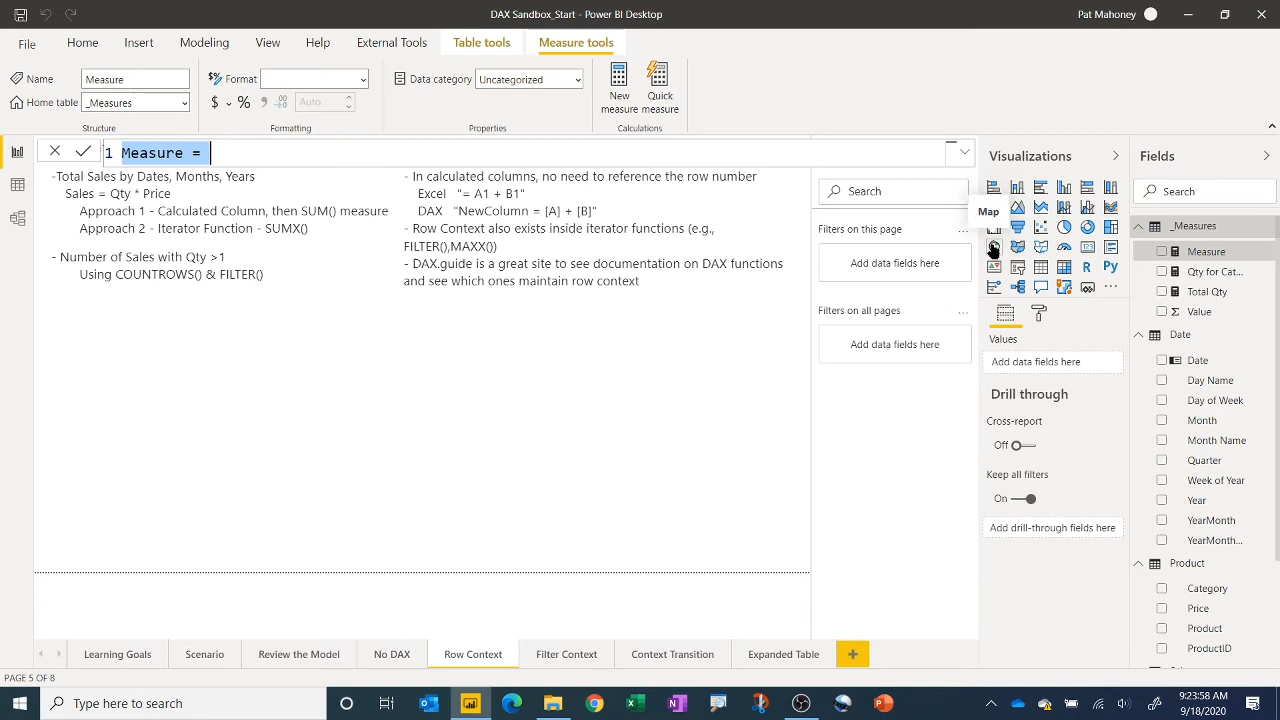 DAX Sandbox_Start - Power BI Desktop
Pat Mahoney
File
Home
Insert
Modeling
View
Help
External Tools
Table tools
Measure tools
Name
Measure
Home table
_Measures
Structure
Format
$ %
Auto
Formatting
Data category
Uncategorized
Properties
New measure
Quick measure
Calculations
1 Measure =
-Total Sales by Dates, Months, Years
Sales = Qty * Price
Approach 1 - Calculated Column, then SUM() measure
Approach 2 - Iterator Function - SUMX()
- Number of Sales with Qty >1
Using COUNTROWS() & FILTER()
- In calculated columns, no need to reference the row number
Excel "= A1 + B1"
DAX "NewColumn = [A] + [B]"
- Row Context also exists inside iterator functions (e.g.,
FILTER(),MAXX())
- DAX.guide is a great site to see documentation on DAX functions
and see which ones maintain row context
Search
Filters on this page
...
Add data fields here
Filters on all pages
...
Add data fields here
Visualizations
Map
123
R
Py
...
Values
Add data fields here
Drill through
Cross-report
Off
Keep all filters
On
Add drill-through fields here
Fields
Search
_Measures
Measure
Qty for Cat...
Total Qty
Σ Value
Date
Date
Day Name
Day of Week
Month
Month Name
Quarter
Week of Year
Year
YearMonth
YearMonth...
Product
Category
Price
Product
ProductID
Learning Goals
Scenario
Review the Model
No DAX
Row Context
Filter Context
Context Transition
Expanded Table
+
PAGE 5 OF 8
Type here to search
9:23:58 AM
9/18/2020